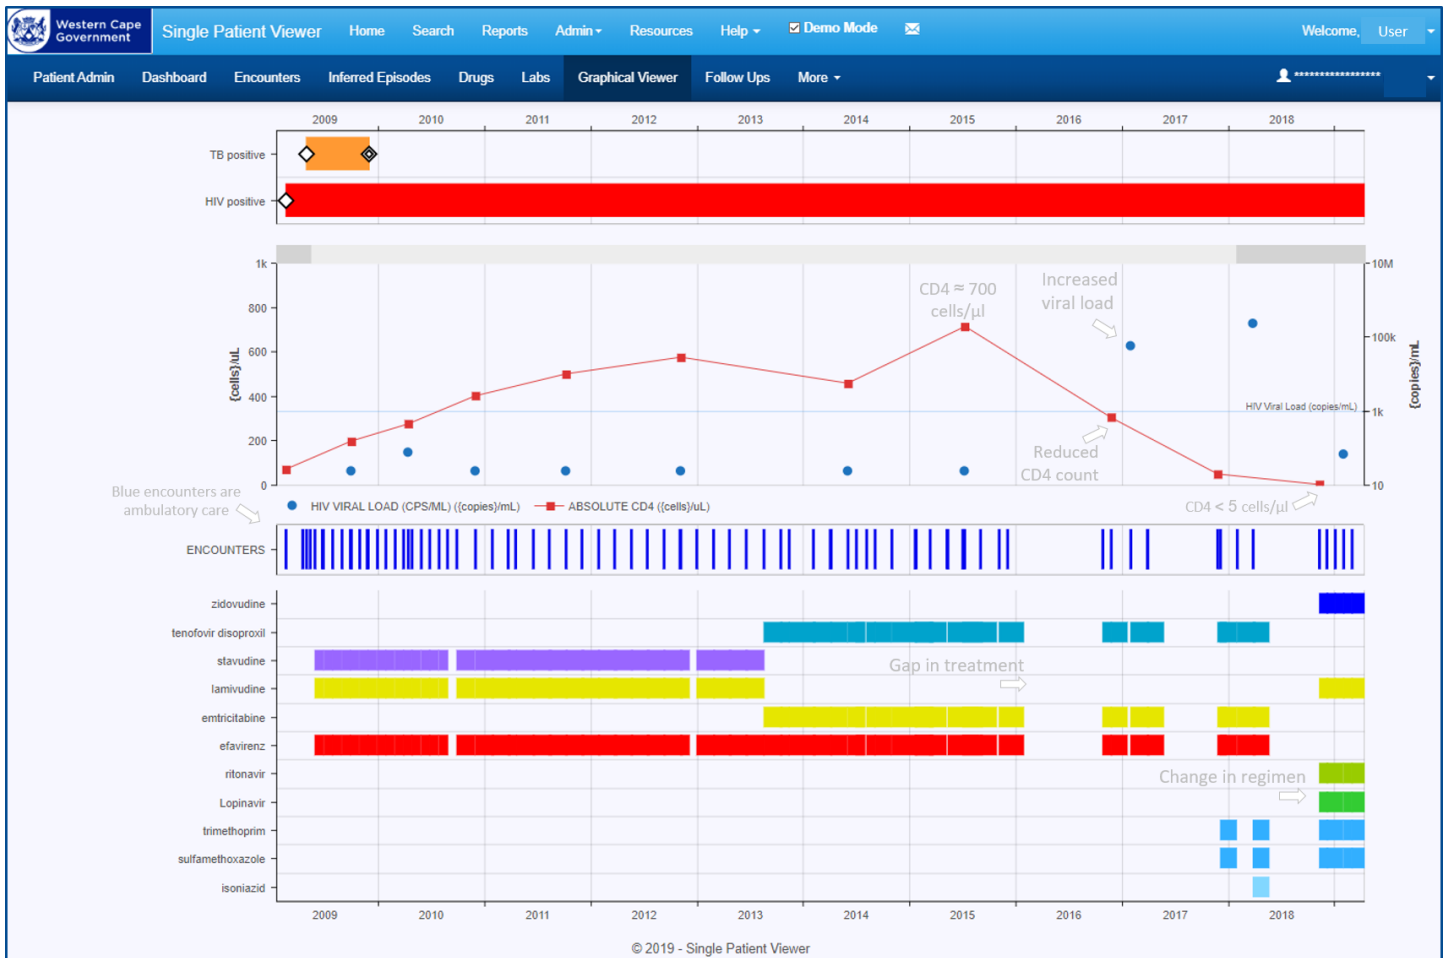 Western Cape
Government
Single Patient Viewer Home Search Reports Admin Resources Help Demo Mode Welcome, User
Patient Admin Dashboard Encounters Inferred Episodes Drugs Labs Graphical Viewer Follow Ups More *****************
2009 2010 2011 2012 2013 2014 2015 2016 2017 2018
TB positive
HIV positive
1k 10M
800
600
400
200
0
100k
1k
10
{cells}/uL
{copies}/mL
CD4 ≈ 700
cells/µl
Increased
viral load
HIV Viral Load (copies/mL)
Reduced
CD4 count
CD4 < 5 cells/µl
Blue encounters are
ambulatory care
HIV VIRAL LOAD (CPS/ML) ({copies}/mL) ABSOLUTE CD4 ({cells}/uL)
ENCOUNTERS
zidovudine
tenofovir disoproxil
stavudine
Gap in treatment
lamivudine
emtricitabine
efavirenz
ritonavir
Change in regimen
Lopinavir
trimethoprim
sulfamethoxazole
isoniazid
2009 2010 2011 2012 2013 2014 2015 2016 2017 2018
© 2019 - Single Patient Viewer